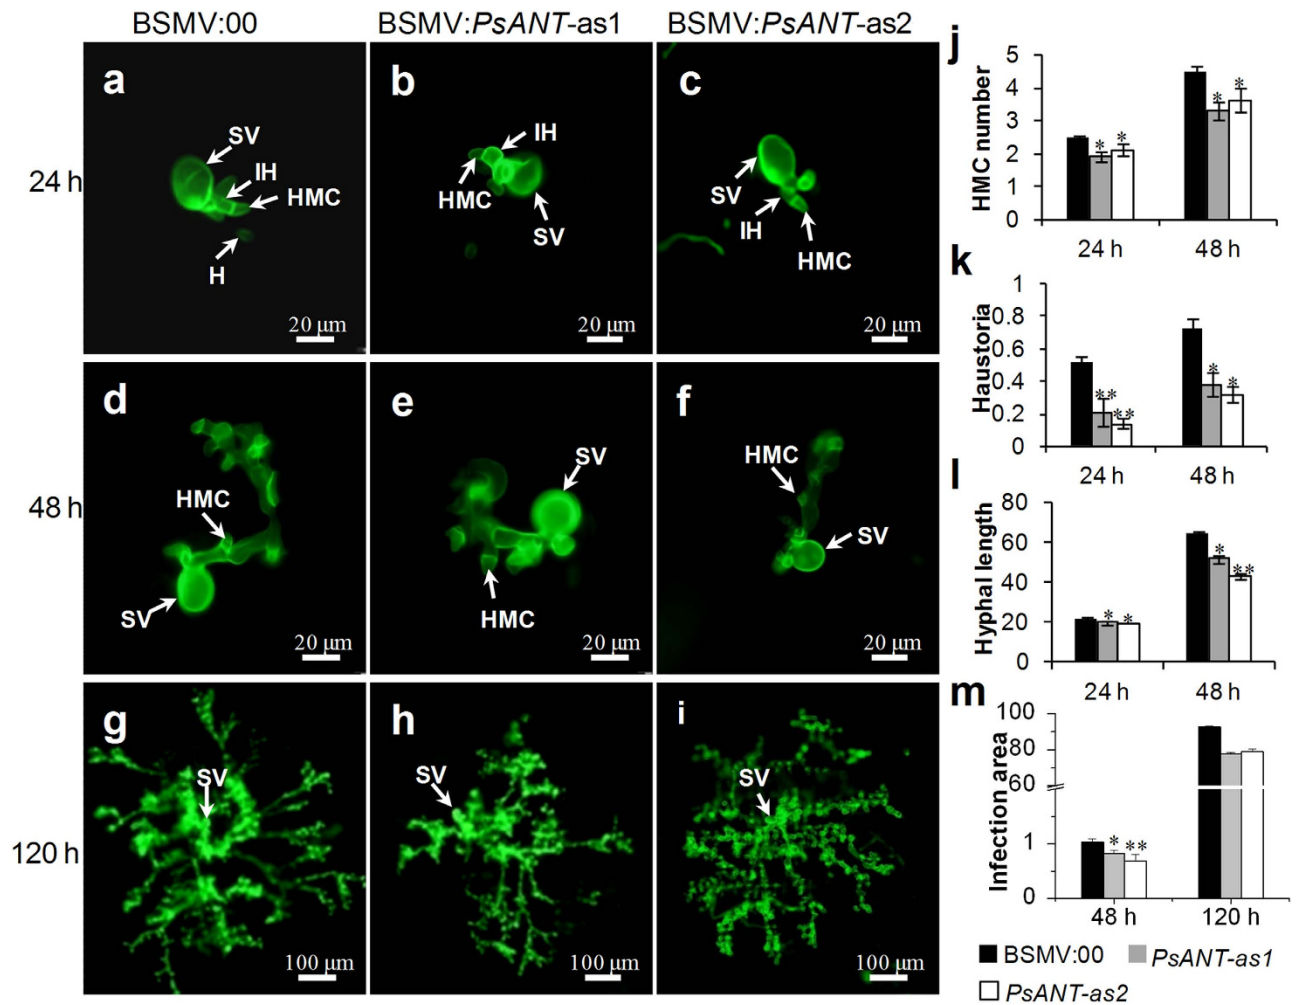 BSMV:00 BSMV:PsANT-as1 BSMV:PsANT-as2
24 h
a
SV
IH
HMC
H
20 µm
b
IH
HMC
SV
20 µm
c
SV
IH
HMC
20 µm
48 h
d
HMC
SV
20 µm
e
SV
HMC
20 µm
f
HMC
SV
20 µm
120 h
g
SV
100 µm
h
SV
100 µm
i
SV
100 µm
j
HMC number
5
4
3
2
1
0
* * * *
24 h 48 h
k
Haustoria
1
0.8
0.6
0.4
0.2
0
** ** * *
24 h 48 h
l
Hyphal length
80
60
40
20
0
* * * **
24 h 48 h
m
Infection area
100
80
60
1
0
* **
48 h 120 h
BSMV:00 PsANT-as1
PsANT-as2